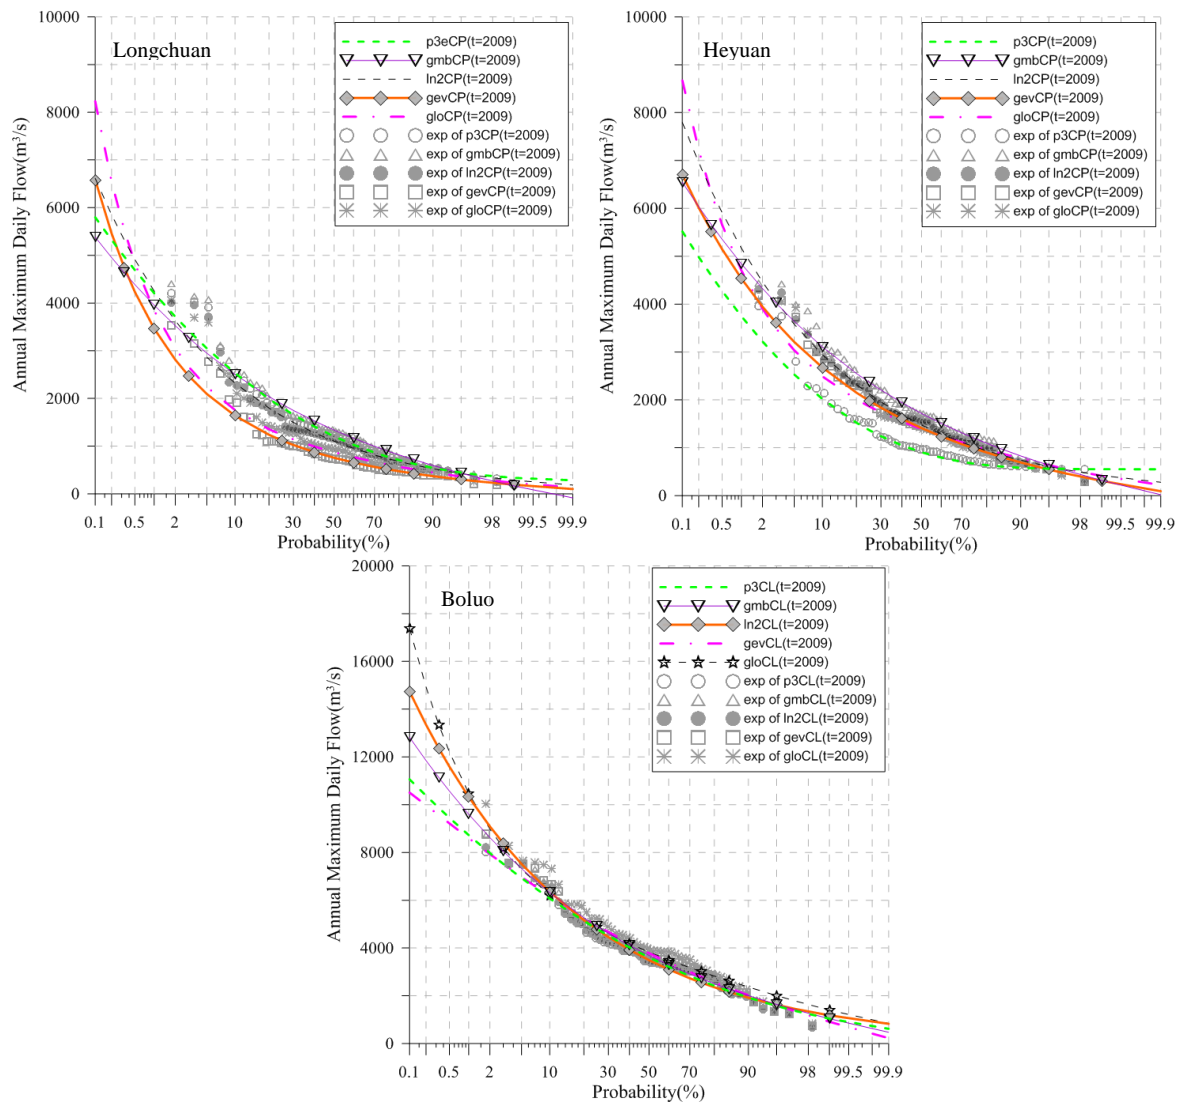 Longchuan
Annual Maximum Daily Flow(m³/s)
10000
8000
6000
4000
2000
0
p3eCP(t=2009)
gmbCP(t=2009)
ln2CP(t=2009)
gevCP(t=2009)
gloCP(t=2009)
exp of p3CP(t=2009)
exp of gmbCP(t=2009)
exp of ln2CP(t=2009)
exp of gevCP(t=2009)
exp of gloCP(t=2009)
0.1 0.5 2 10 30 50 70 90 98 99.5 99.9
Probability(%)
Heyuan
Annual Maximum Daily Flow(m³/s)
10000
8000
6000
4000
2000
0
p3CP(t=2009)
gmbCP(t=2009)
ln2CP(t=2009)
gevCP(t=2009)
gloCP(t=2009)
exp of p3CP(t=2009)
exp of gmbCP(t=2009)
exp of ln2CP(t=2009)
exp of gevCP(t=2009)
exp of gloCP(t=2009)
0.1 0.5 2 10 30 50 70 90 98 99.5 99.9
Probability(%)
Boluo
Annual Maximum Daily Flow(m³/s)
20000
16000
12000
8000
4000
0
p3CL(t=2009)
gmbCL(t=2009)
ln2CL(t=2009)
gevCL(t=2009)
gloCL(t=2009)
exp of p3CL(t=2009)
exp of gmbCL(t=2009)
exp of ln2CL(t=2009)
exp of gevCL(t=2009)
exp of gloCL(t=2009)
0.1 0.5 2 10 30 50 70 90 98 99.5 99.9
Probability(%)